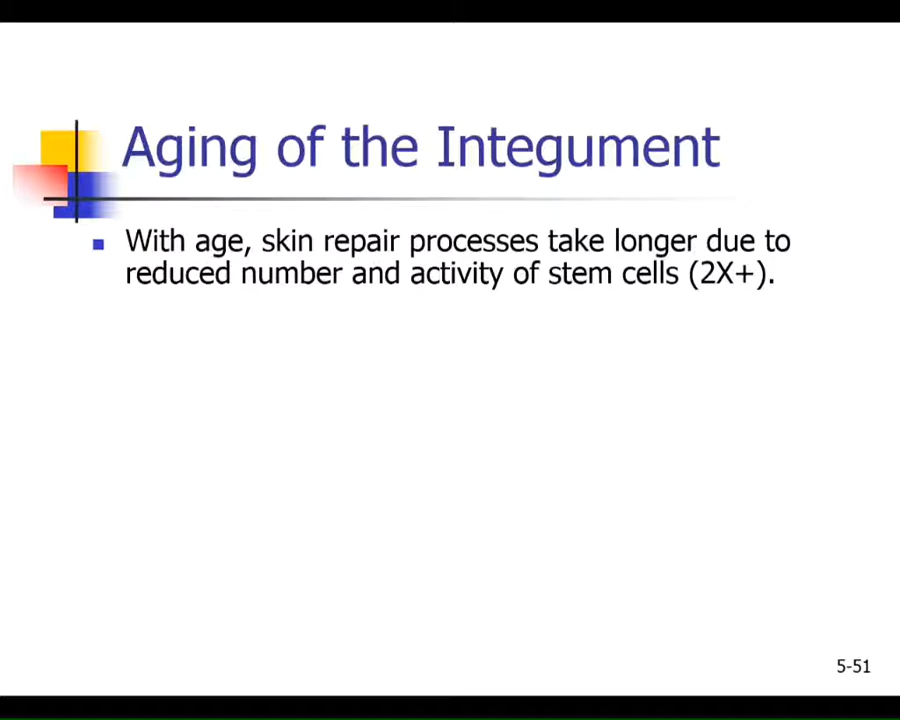 Aging of the Integument
With age, skin repair processes take longer due to
reduced number and activity of stem cells (2X+).
5-51